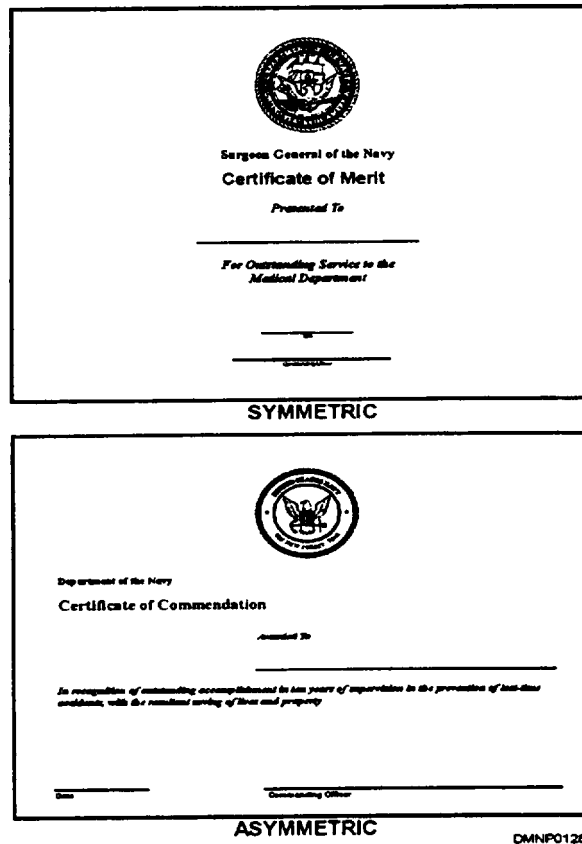 Surgeon General of the Navy
Certificate of Merit
Presented To
For Outstanding Service to the
Medical Department
SYMMETRIC
Department of the Navy
Certificate of Commendation
Awarded To
In recognition of outstanding accomplishment in ten years of supervision in the prevention of lost-time
accidents, with the resultant saving of lives and property
Date
Commanding Officer
ASYMMETRIC
DMNP0128